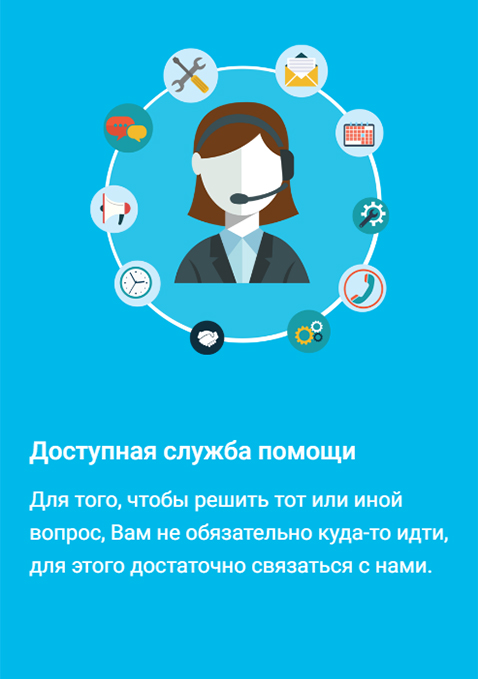 Доступная служба помощи
Для того, чтобы решить тот или иной
вопрос, Вам не обязательно куда-то идти,
для этого достаточно связаться с нами.